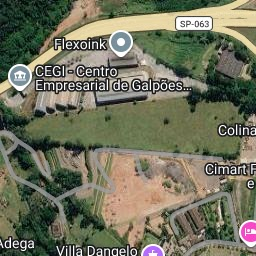 SP-063
Flexoink
CEGI - Centro
Empresarial de Galpões...
Colina
Cimart F
e
Adega
Villa Dangelo